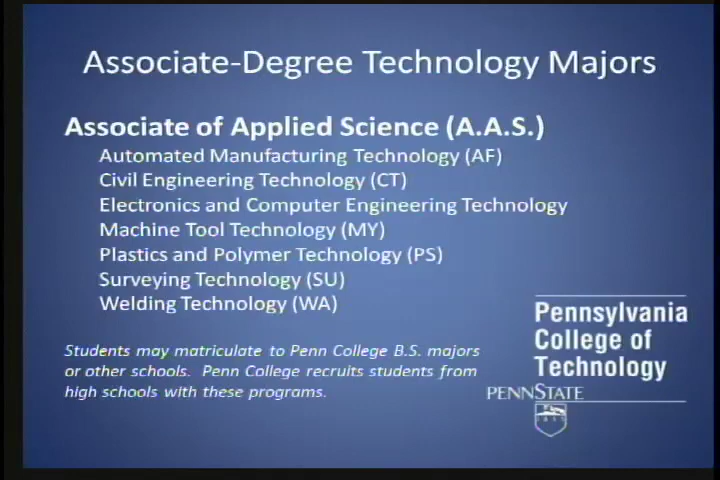 Associate-Degree Technology Majors
Associate of Applied Science (A.A.S.)
Automated Manufacturing Technology (AF)
Civil Engineering Technology (CT)
Electronics and Computer Engineering Technology
Machine Tool Technology (MY)
Plastics and Polymer Technology (PS)
Surveying Technology (SU)
Welding Technology (WA)
Students may matriculate to Penn College B.S. majors
or other schools. Penn College recruits students from
high schools with these programs.
Pennsylvania
College of
Technology
PENNSTATE